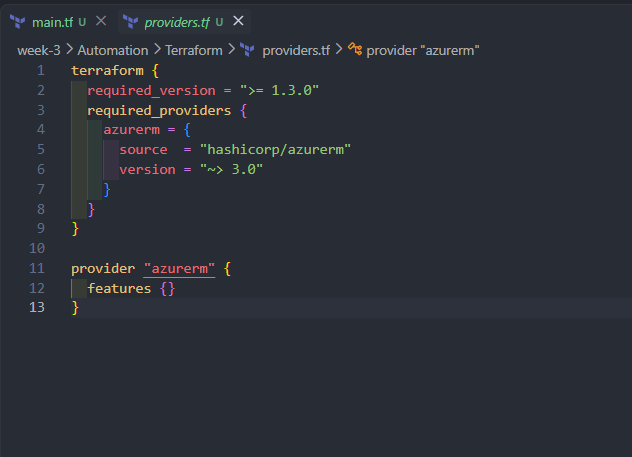 main.tf U
providers.tf U
week-3 > Automation > Terraform > providers.tf > provider "azurerm"
1 terraform {
2   required_version = ">= 1.3.0"
3   required_providers {
4     azurerm = {
5       source  = "hashicorp/azurerm"
6       version = "~> 3.0"
7     }
8   }
9 }
10
11 provider "azurerm" {
12   features {}
13 }